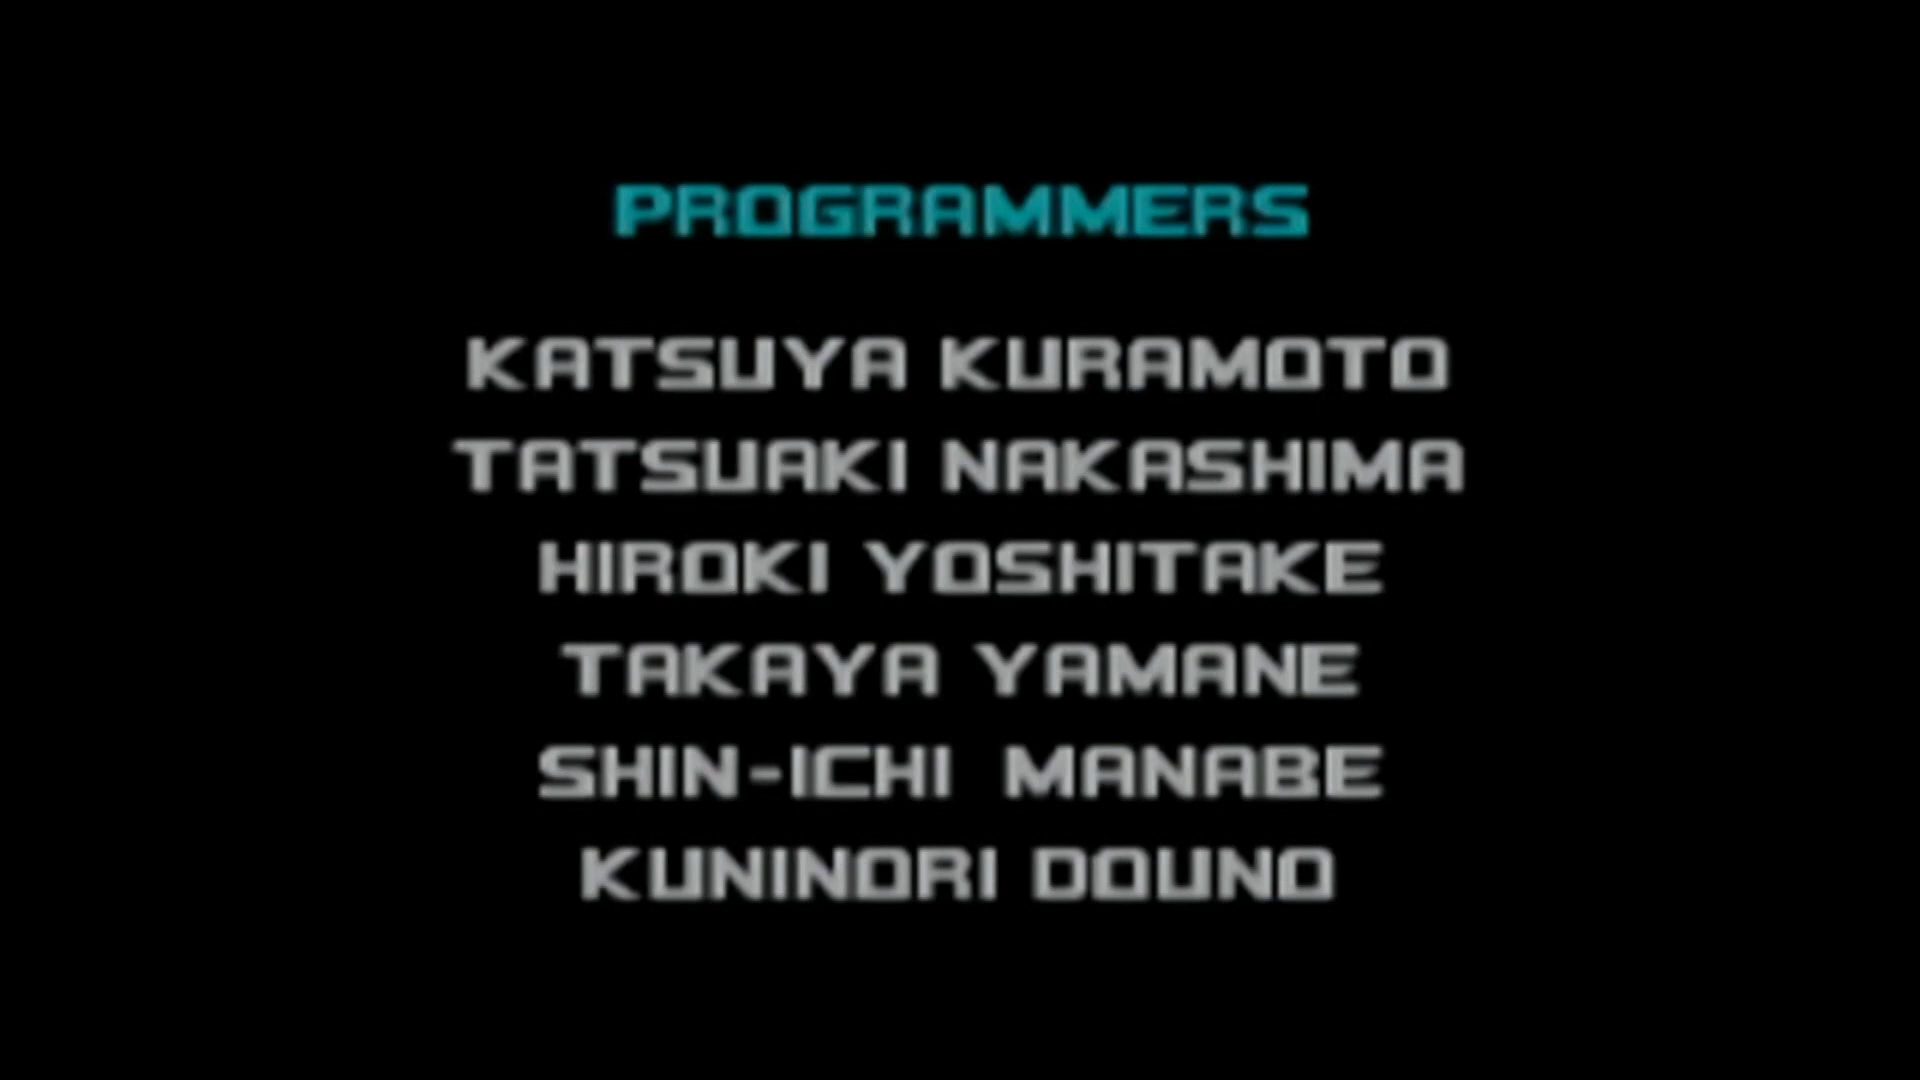 PROGRAMMERS
KATSUYA KURAMOTO
TATSUAKI NAKASHIMA
HIROKI YOSHITAKE
TAKAYA YAMANE
SHIN-ICHI MANABE
KUNINORI DOUNO